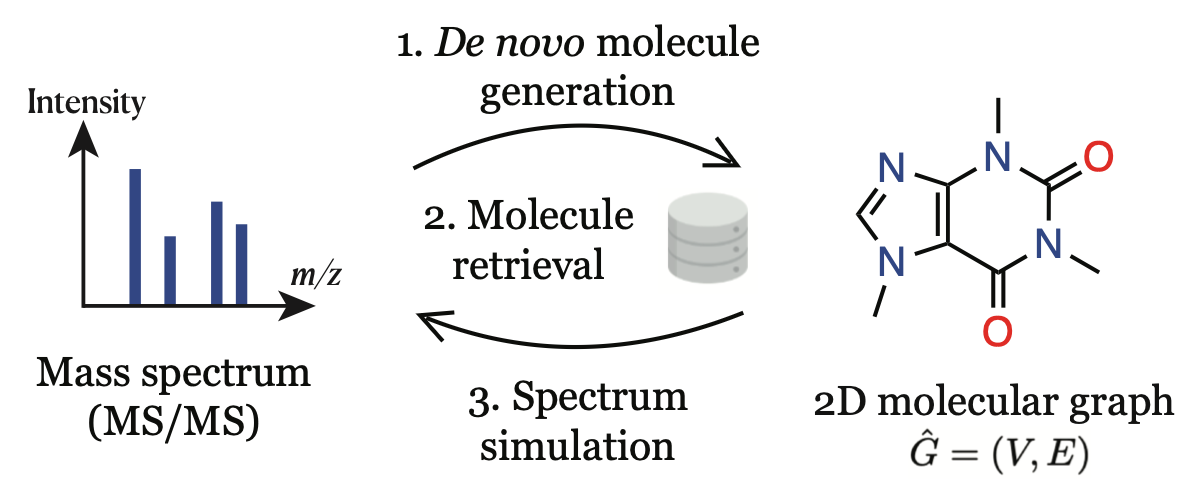 1. De novo molecule
generation
Intensity
m/z
Mass spectrum
(MS/MS)
2. Molecule
retrieval
3. Spectrum
simulation
N
N
O
N
N
O
2D molecular graph
Ĝ = (V, E)